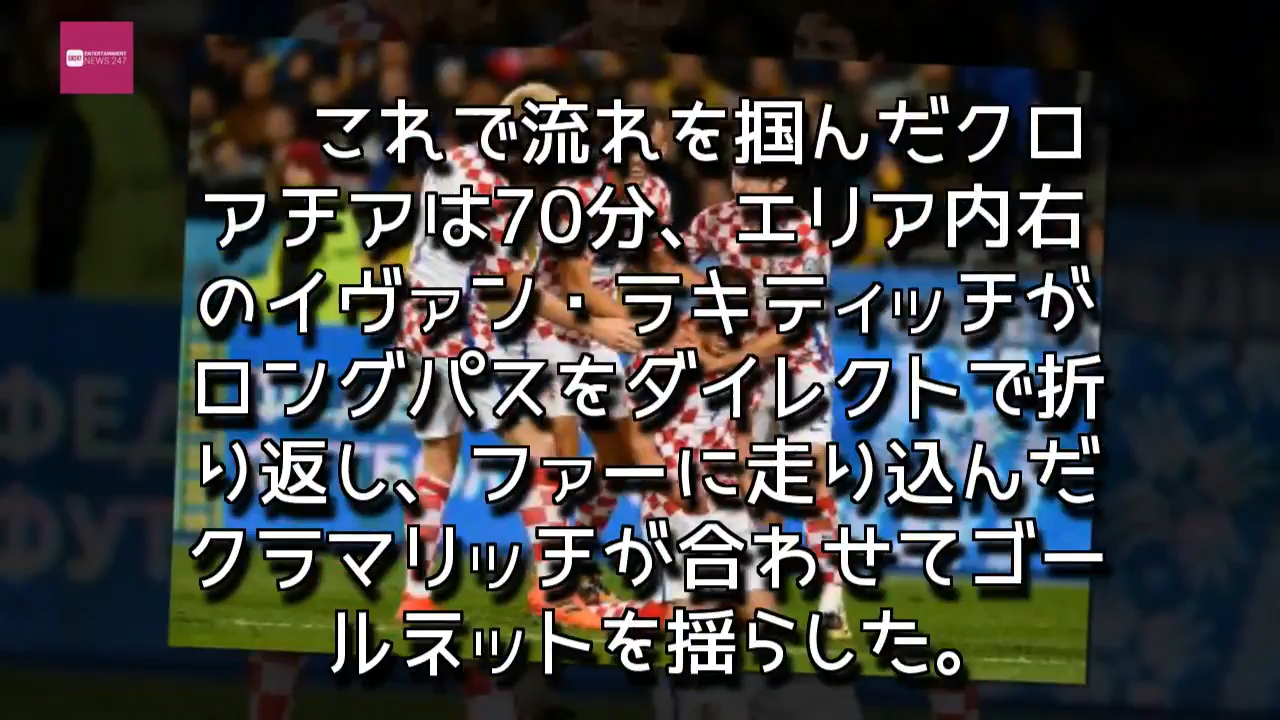 ENTERTAINMENT
NEWS 247
これで流れを掴んだクロ
アチアは70分、エリア内右
のイヴァン・ラキティッチが
ロングパスをダイレクトで折
り返し、ファーに走り込んだ
クラマリッチが合わせてゴー
ルネットを揺らした。
ФЕД
ФУТ